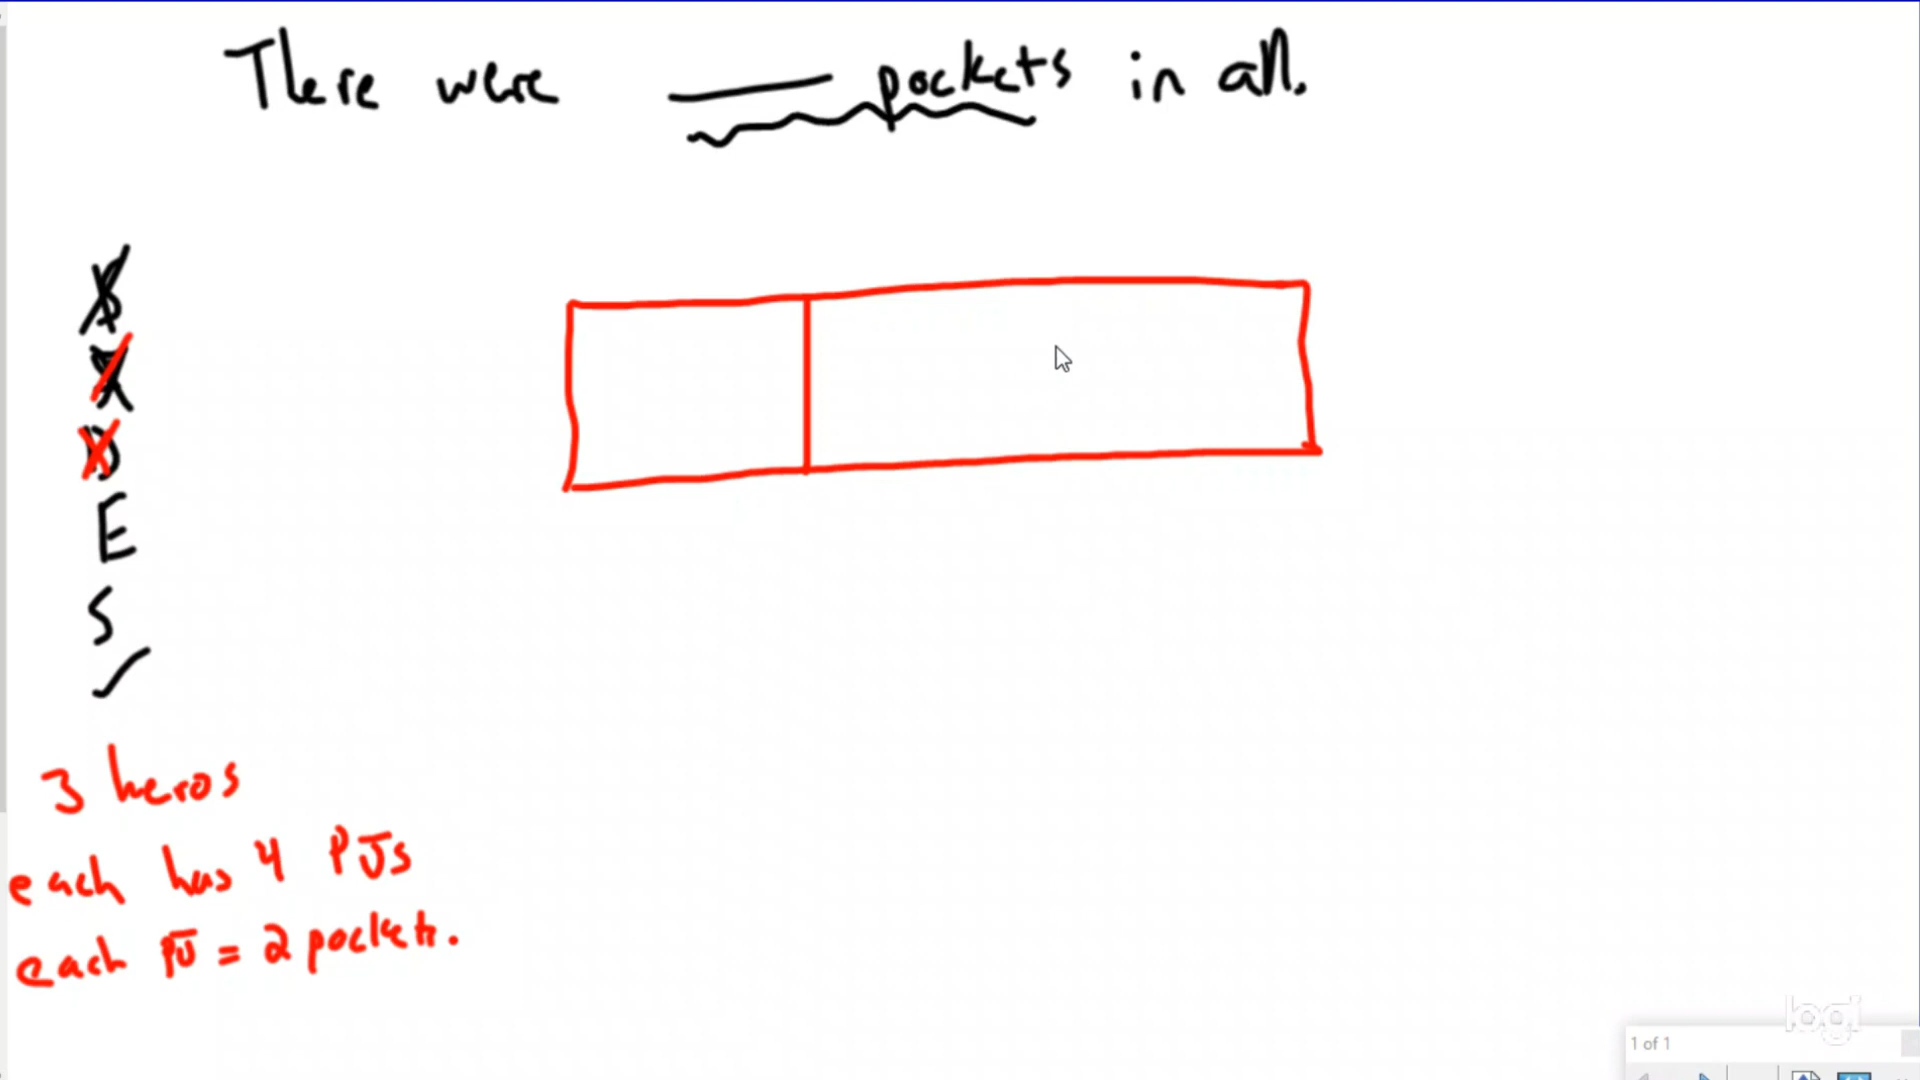 There were ___ pockets in all.
D
E
S
3 heros
each has 4 PJs
each PJ = 2 pockets.
logi
1 of 1